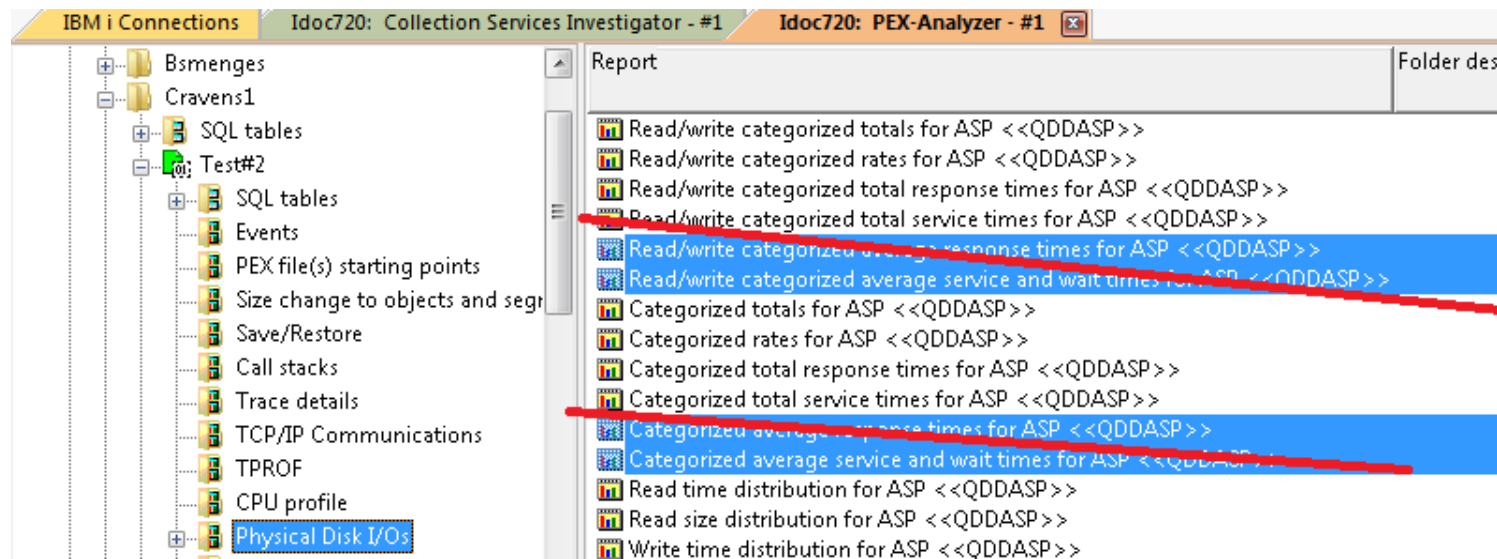 IBM i Connections
Idoc720: Collection Services Investigator - #1
Idoc720: PEX-Analyzer - #1
Bsmenges
Cravens1
SQL tables
Test#2
SQL tables
Events
PEX file(s) starting points
Size change to objects and segr
Save/Restore
Call stacks
Trace details
TCP/IP Communications
TPROF
CPU profile
Physical Disk I/Os
Report
Folder des
Read/write categorized totals for ASP <<QDDASP>>
Read/write categorized rates for ASP <<QDDASP>>
Read/write categorized total response times for ASP <<QDDASP>>
Read/write categorized total service times for ASP <<QDDASP>>
Read/write categorized average response times for ASP <<QDDASP>>
Read/write categorized average service and wait times for ASP <<QDDASP>>
Categorized totals for ASP <<QDDASP>>
Categorized rates for ASP <<QDDASP>>
Categorized total response times for ASP <<QDDASP>>
Categorized total service times for ASP <<QDDASP>>
Categorized average response times for ASP <<QDDASP>>
Categorized average service and wait times for ASP <<QDDASP>>
Read time distribution for ASP <<QDDASP>>
Read size distribution for ASP <<QDDASP>>
Write time distribution for ASP <<QDDASP>>